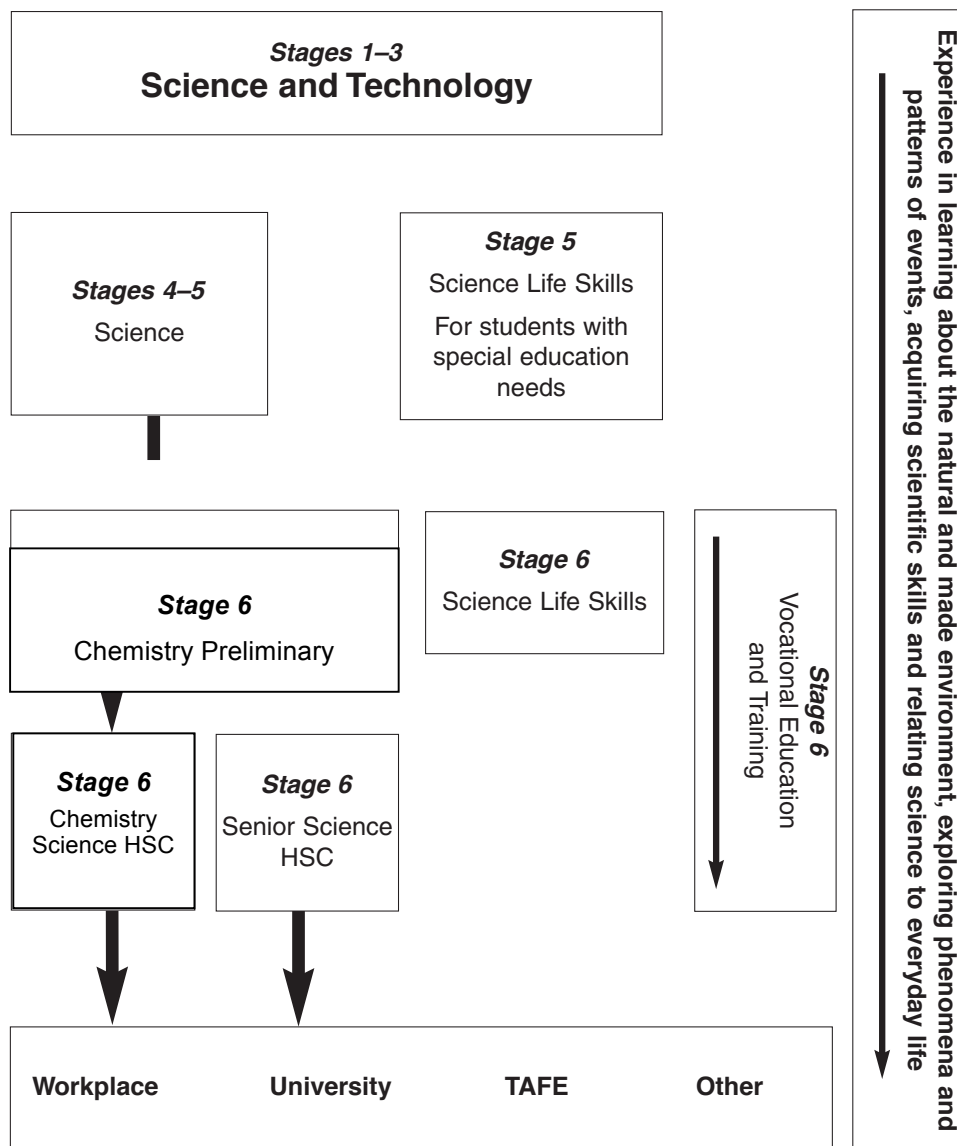 Stages 1–3
Science and Technology
Stages 4–5
Science
Stage 5
Science Life Skills
For students with
special education
needs
Stage 6
Chemistry Preliminary
Stage 6
Science Life Skills
Stage 6
Vocational Education
and Training
Stage 6
Chemistry
Science HSC
Stage 6
Senior Science
HSC
Workplace University TAFE Other
Experience in learning about the natural and made environment, exploring phenomena and
patterns of events, acquiring scientific skills and relating science to everyday life